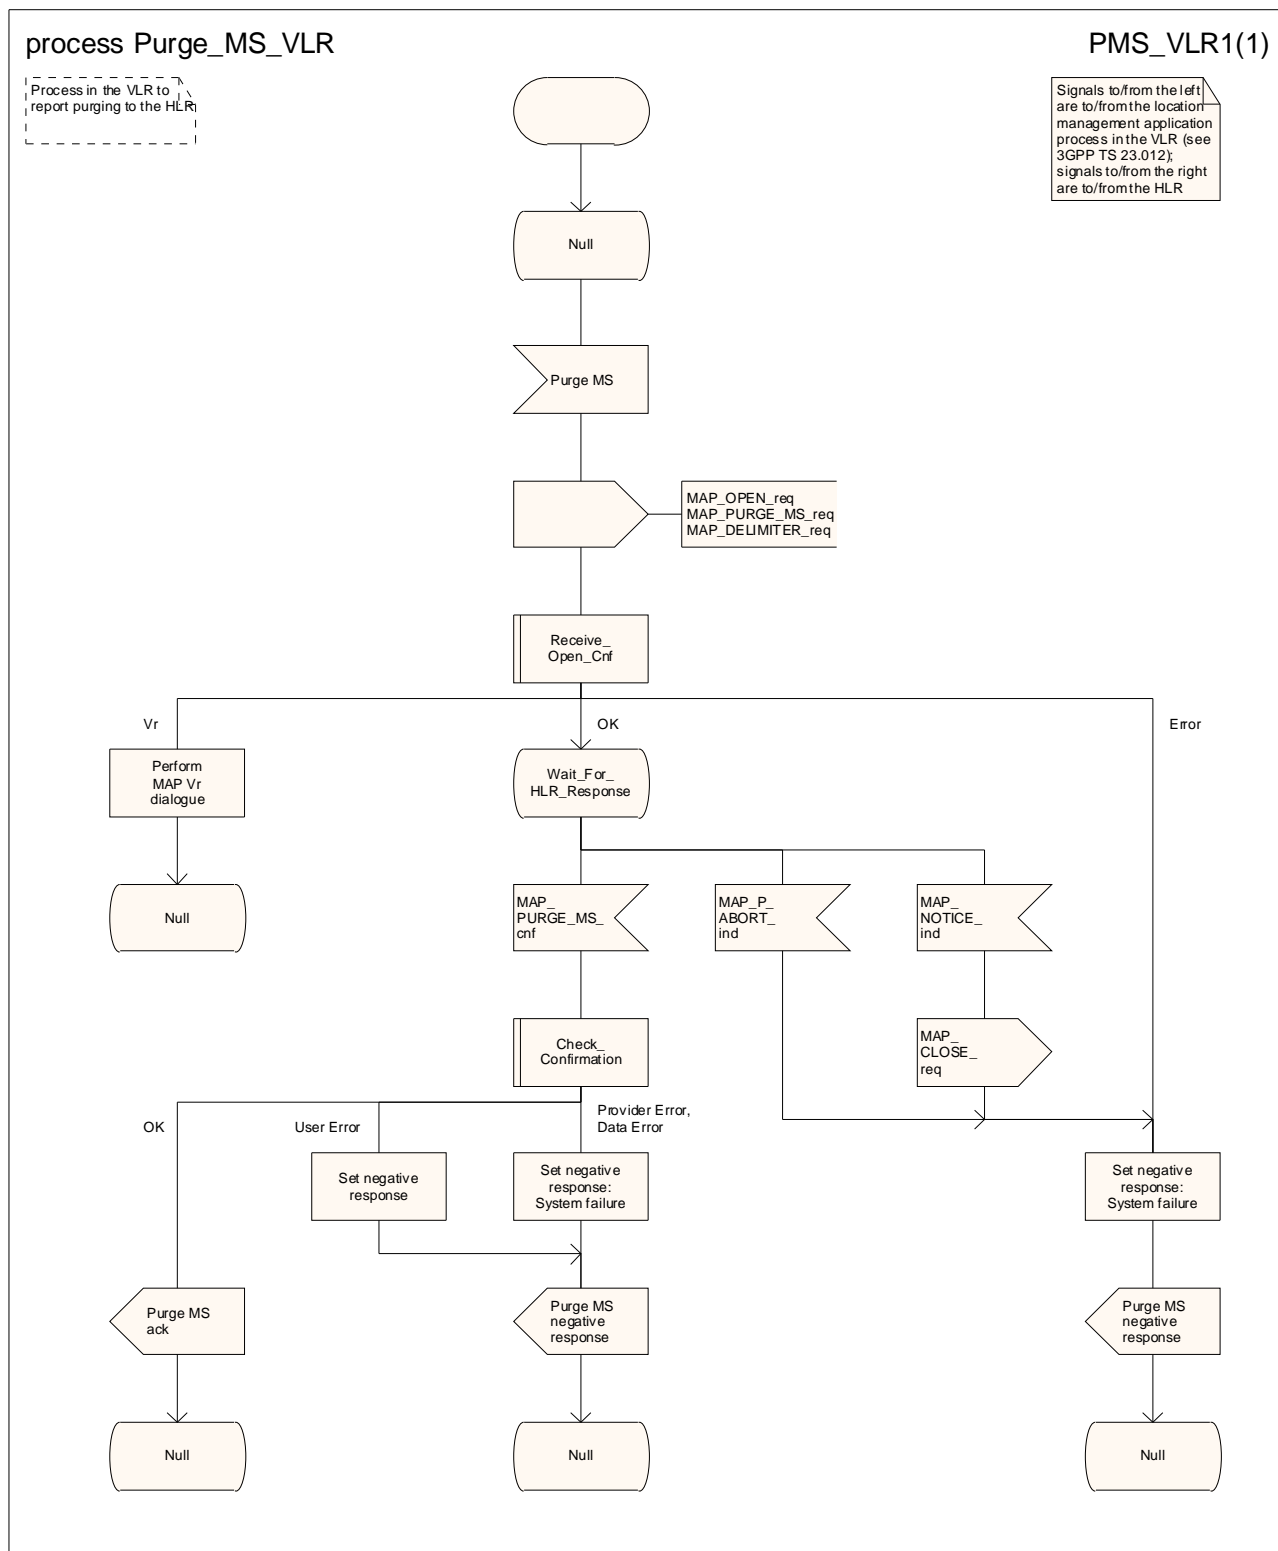 process Purge_MS_VLR
PMS_VLR1(1)
Process in the VLR to
report purging to the HLR
Signals to/from the left
are to/from the location
management application
process in the VLR (see
3GPP TS 23.012);
signals to/from the right
are to/from the HLR
Null
Purge MS
MAP_OPEN_req
MAP_PURGE_MS_req
MAP_DELIMITER_req
Receive_
Open_Cnf
Vr
OK
Error
Perform
MAP Vr
dialogue
Wait_For_
HLR_Response
Null
MAP_
PURGE_MS_
cnf
MAP_P_
ABORT_
ind
MAP_
NOTICE_
ind
Check_
Confirmation
MAP_
CLOSE_
req
OK
User Error
Provider Error,
Data Error
Set negative
response
Set negative
response:
System failure
Set negative
response:
System failure
Purge MS
ack
Purge MS
negative
response
Purge MS
negative
response
Null
Null
Null